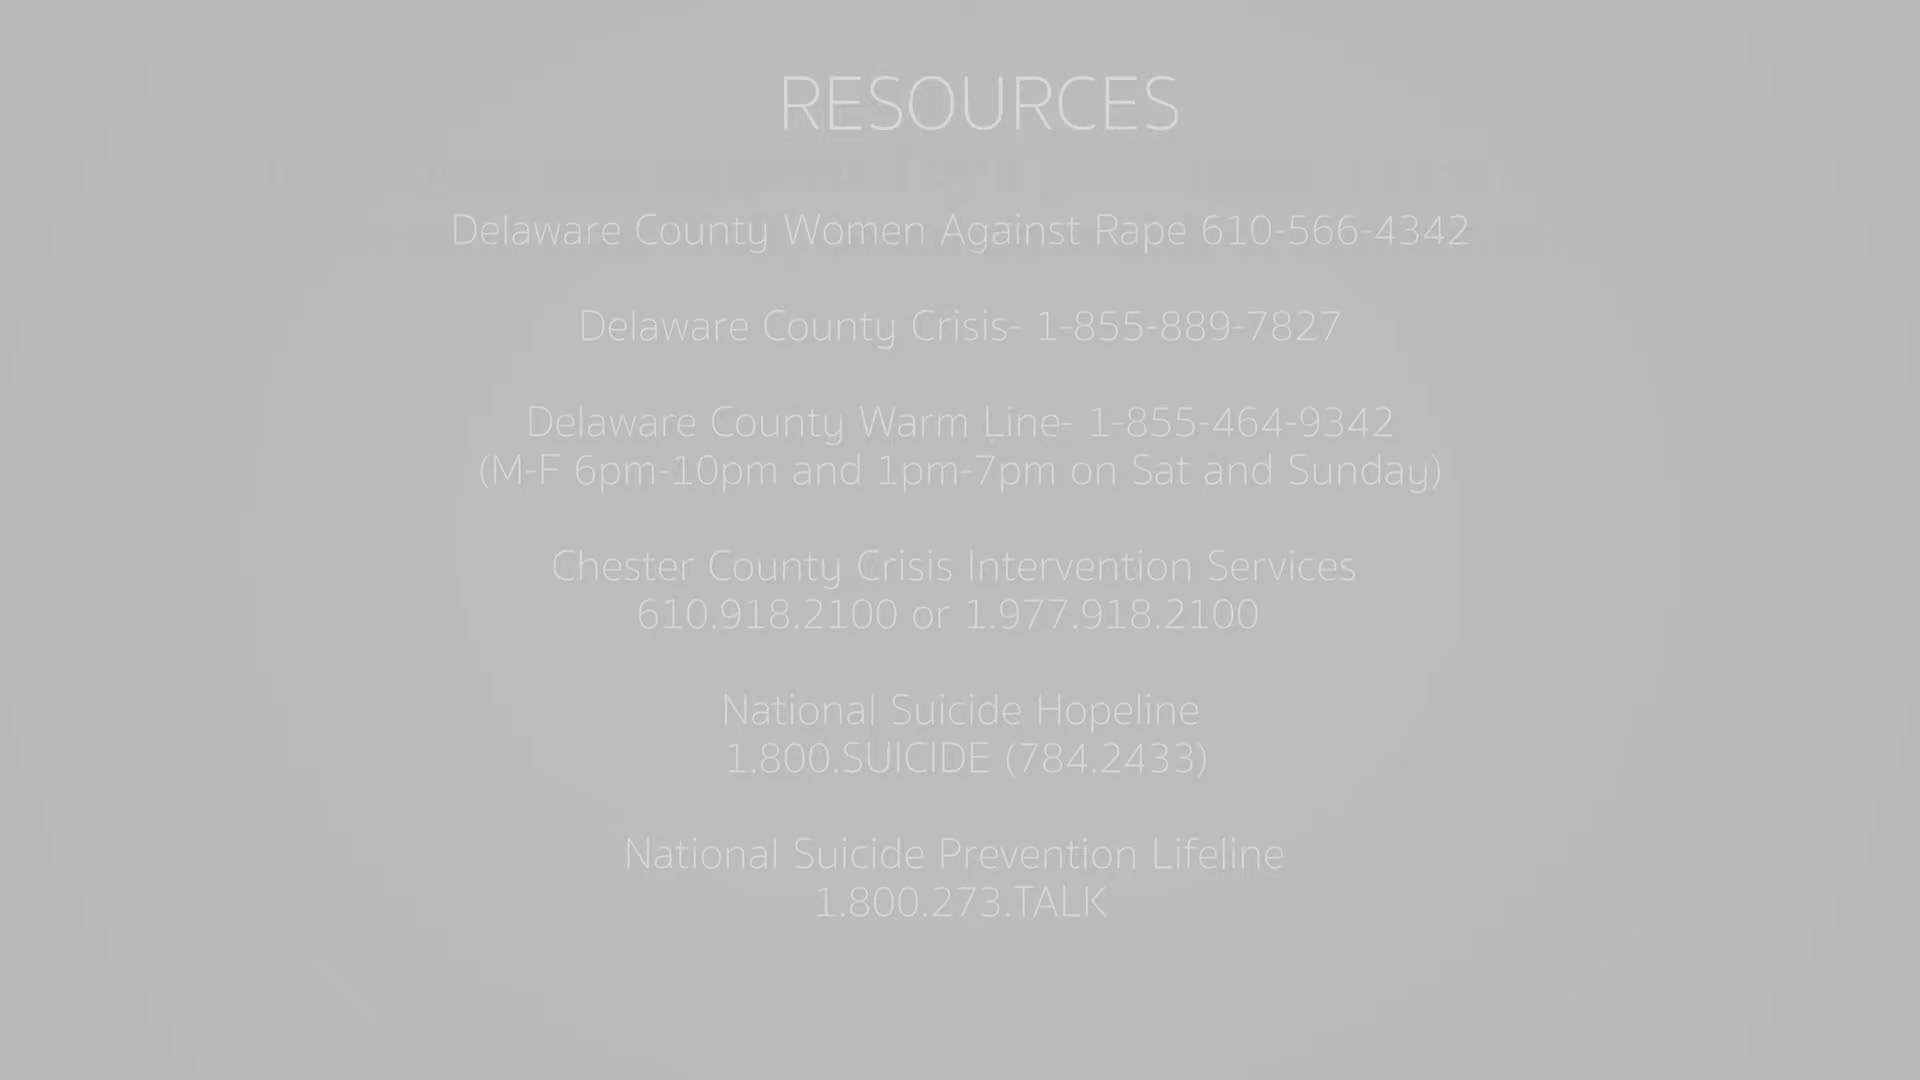 RESOURCES
Delaware County Women Against Rape 610-566-4342
Delaware County Crisis- 1-855-889-7827
Delaware County Warm Line- 1-855-464-9342
(M-F 6pm-10pm and 1pm-7pm on Sat and Sunday)
Chester County Crisis Intervention Services
610.918.2100 or 1.977.918.2100
National Suicide Hopeline
1.800.SUICIDE (784.2433)
National Suicide Prevention Lifeline
1.800.273.TALK